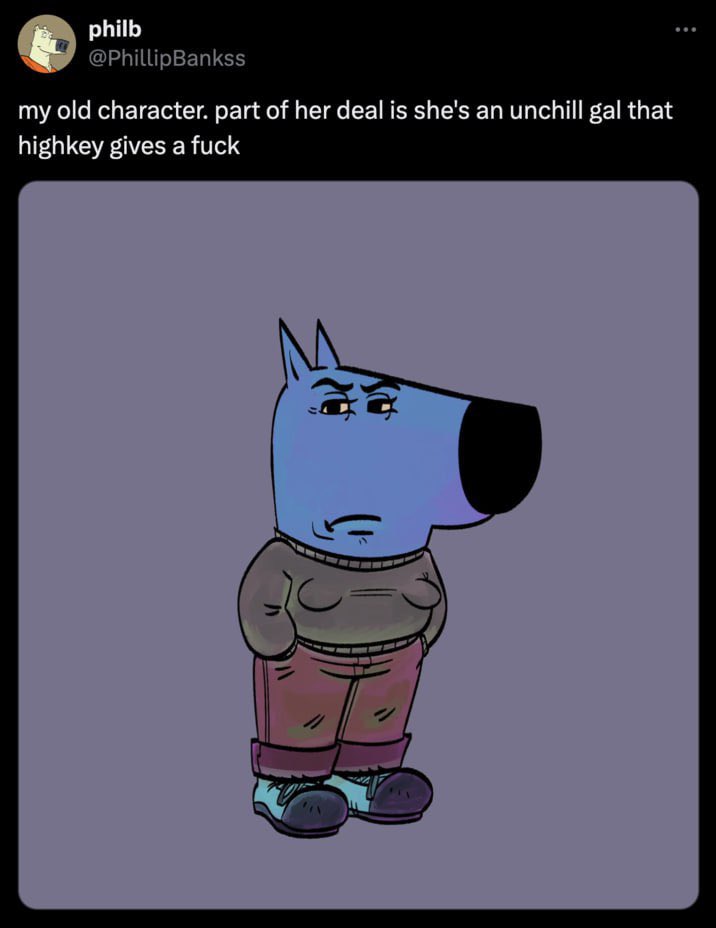 philb
@PhillipBankss
my old character. part of her deal is she's an unchill gal that
highkey gives a fuck